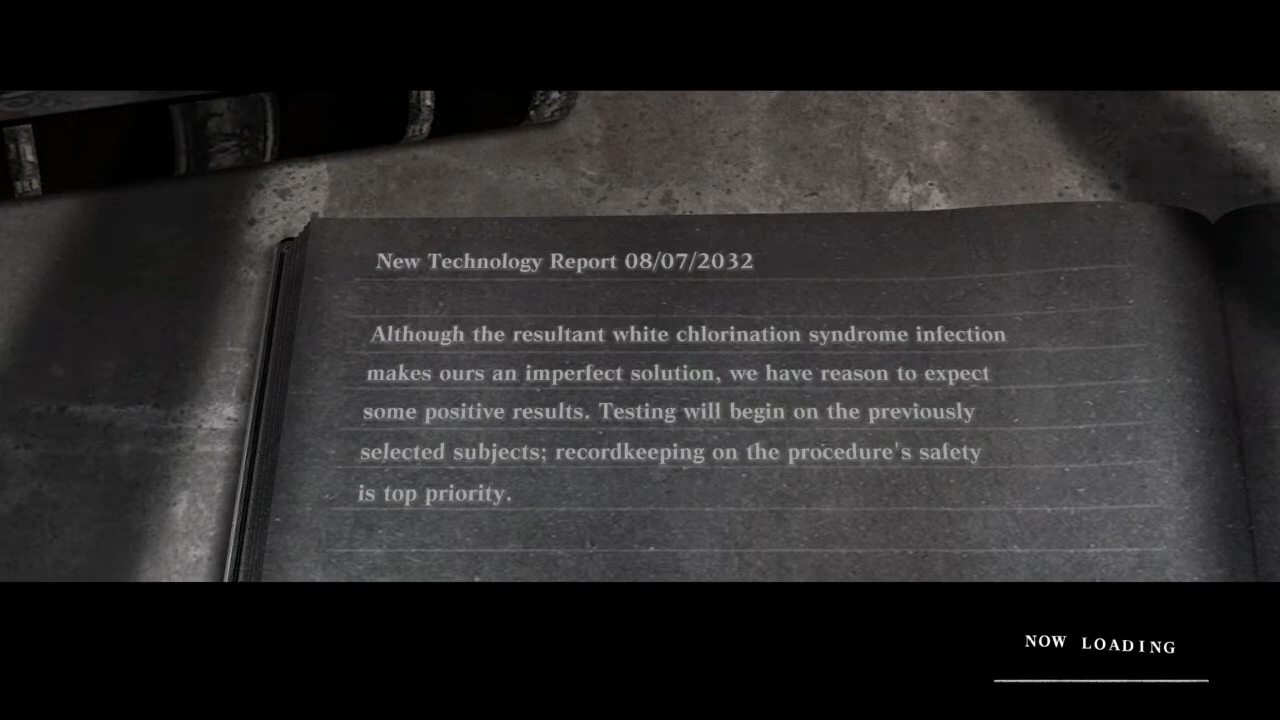 New Technology Report 08/07/2032
Although the resultant white chlorination syndrome infection
makes ours an imperfect solution, we have reason to expect
some positive results. Testing will begin on the previously
selected subjects; recordkeeping on the procedure's safety
is top priority.
NOW LOADING